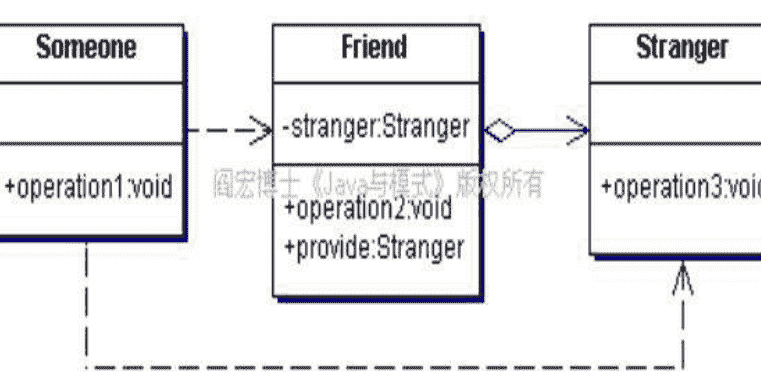 Someone
+operation1:void
Friend
-stranger:Stranger
阎宏博士《Java与模式》版权所有
+operation2:void
+provide:Stranger
Stranger
+operation3:void